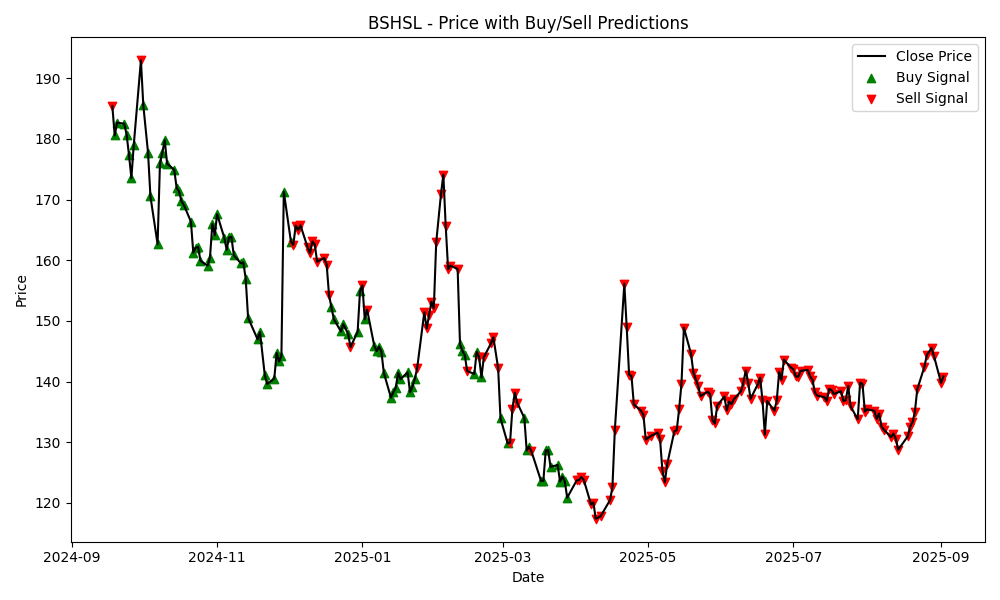 BSHSL - Price with Buy/Sell Predictions
Close Price
Buy Signal
Sell Signal
Price
190
180
170
160
150
140
130
120
2024-09
2024-11
2025-01
2025-03
2025-05
2025-07
2025-09
Date